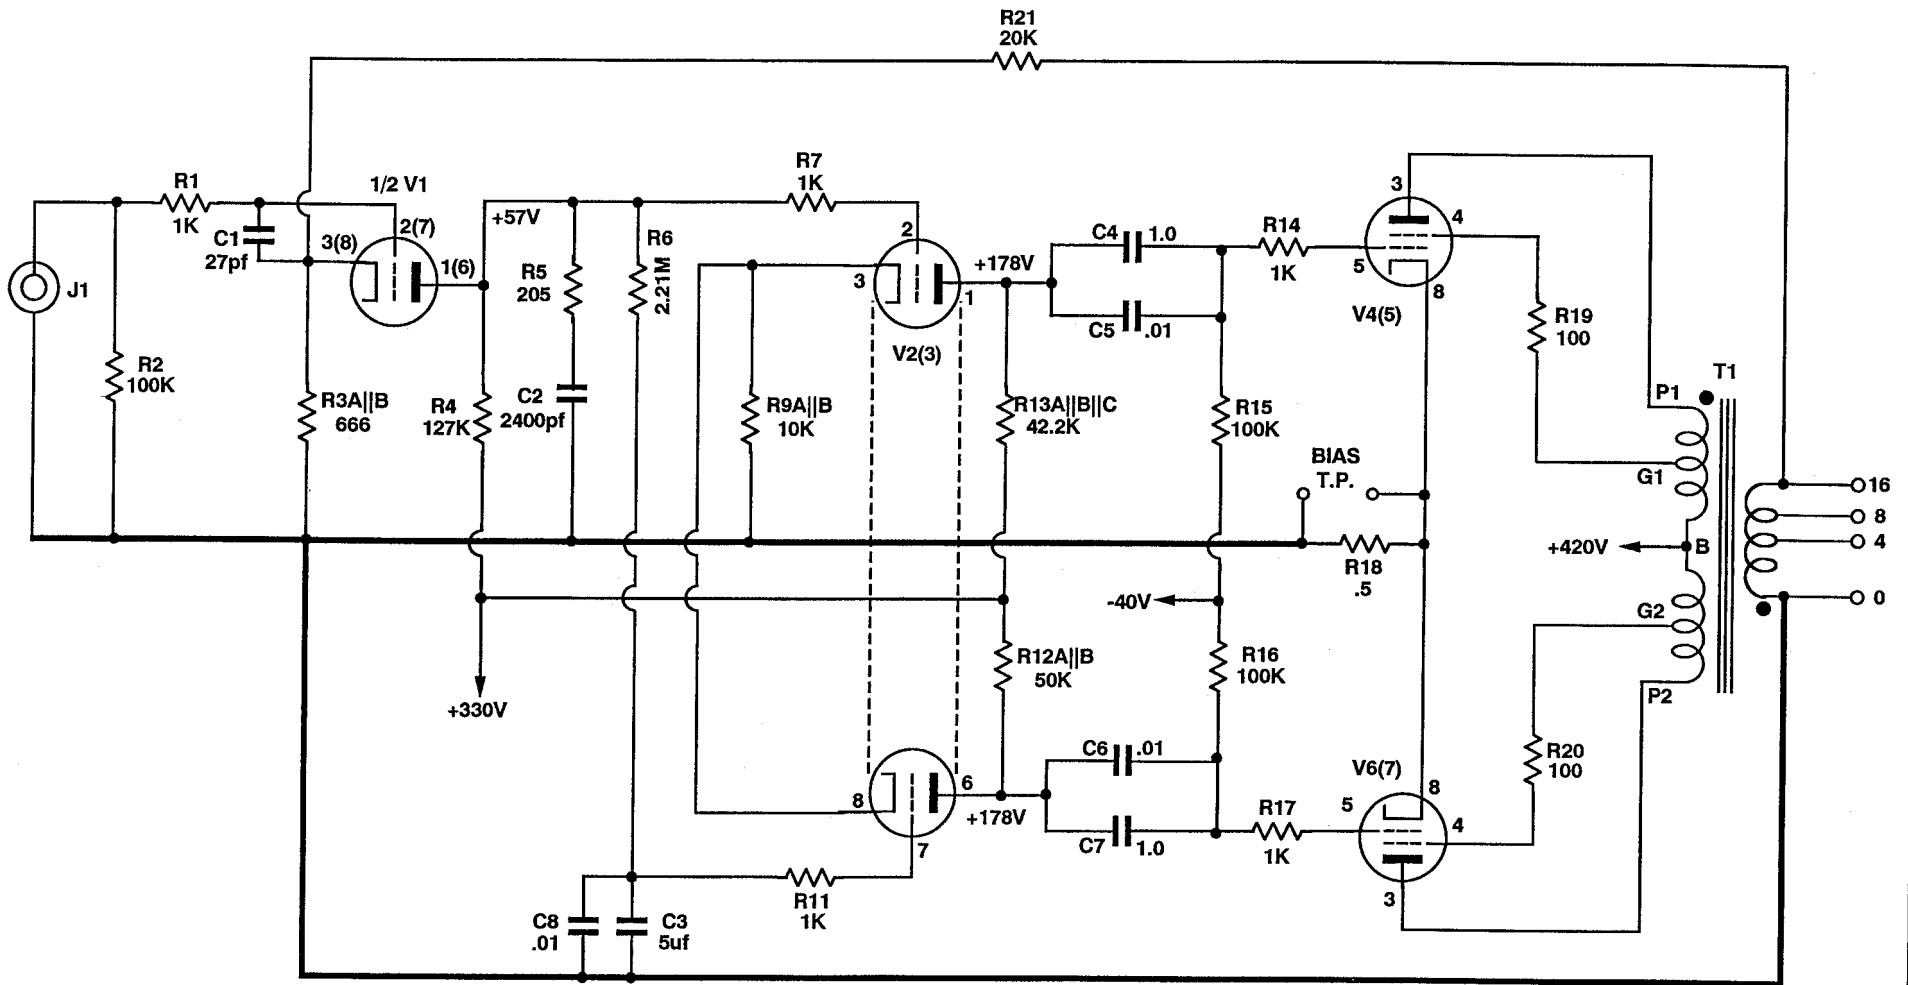 R21
20K
R1
1K
1/2 V1
C1
27pf
3(8)
2(7)
1(6)
+57V
R5
205
R6
2.21M
R7
1K
2
3
1
V2(3)
+178V
C4
1.0
C5
.01
R14
1K
3
4
5
8
V4(5)
R19
100
J1
R2
100K
R3A||B
666
R4
127K
C2
2400pf
R9A||B
10K
R13A||B||C
42.2K
R15
100K
BIAS
T.P.
R18
.5
T1
P1
G1
+420V
B
G2
P2
16
8
4
0
-40V
+330V
R12A||B
50K
R16
100K
8
6
7
+178V
C6
.01
C7
1.0
R17
1K
V6(7)
5
8
4
3
R20
100
R11
1K
C8
.01
C3
5uf